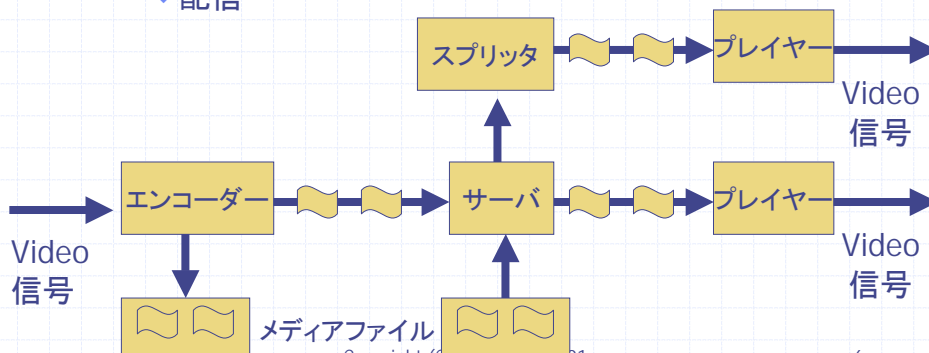 配信
スプリッタ
プレイヤー
Video
信号
エンコーダー
サーバ
プレイヤー
Video
信号
Video
信号
メディアファイル